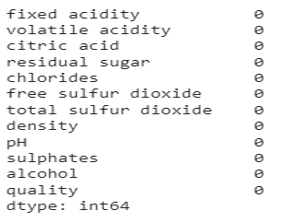 fixed acidity 0
volatile acidity 0
citric acid 0
residual sugar 0
chlorides 0
free sulfur dioxide 0
total sulfur dioxide 0
density 0
pH 0
sulphates 0
alcohol 0
quality 0
dtype: int64